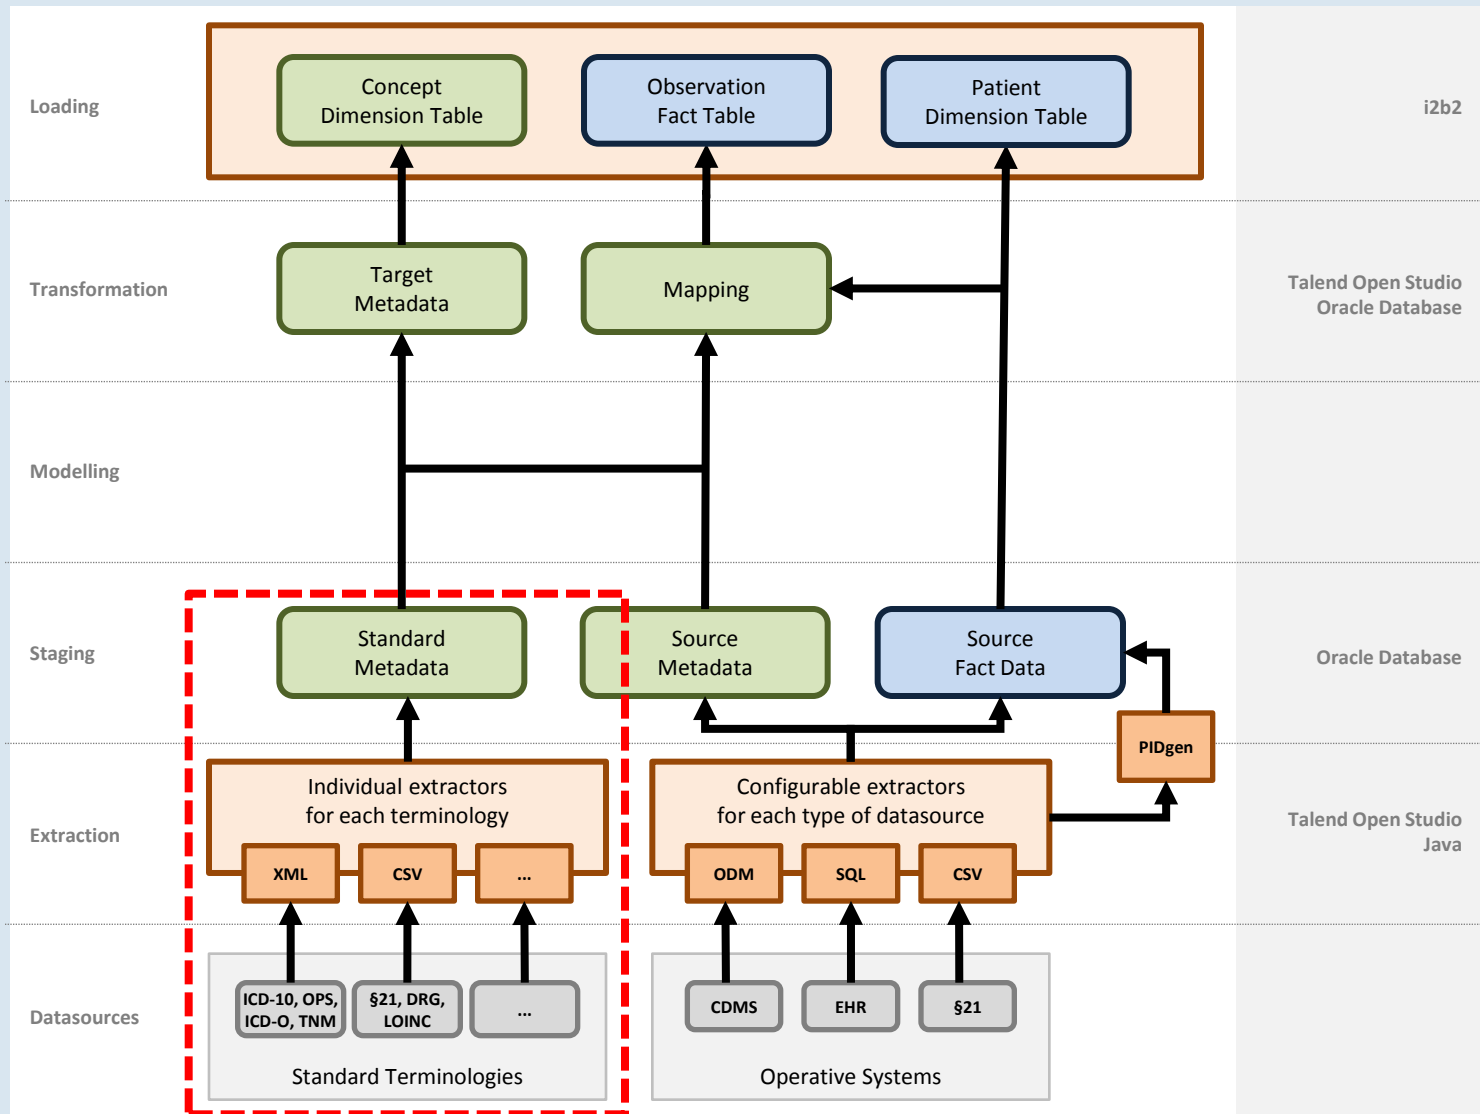 Loading
Concept
Dimension Table
Observation
Fact Table
Patient
Dimension Table
i2b2
Transformation
Target
Metadata
Mapping
Talend Open Studio
Oracle Database
Modelling
Staging
Standard
Metadata
Source
Metadata
Source
Fact Data
Oracle Database
PIDgen
Extraction
Individual extractors
for each terminology
XML
CSV
...
Configurable extractors
for each type of datasource
ODM
SQL
CSV
Talend Open Studio
Java
Datasources
ICD-10, OPS,
ICD-O, TNM
§21, DRG,
LOINC
...
Standard Terminologies
CDMS
EHR
§21
Operative Systems